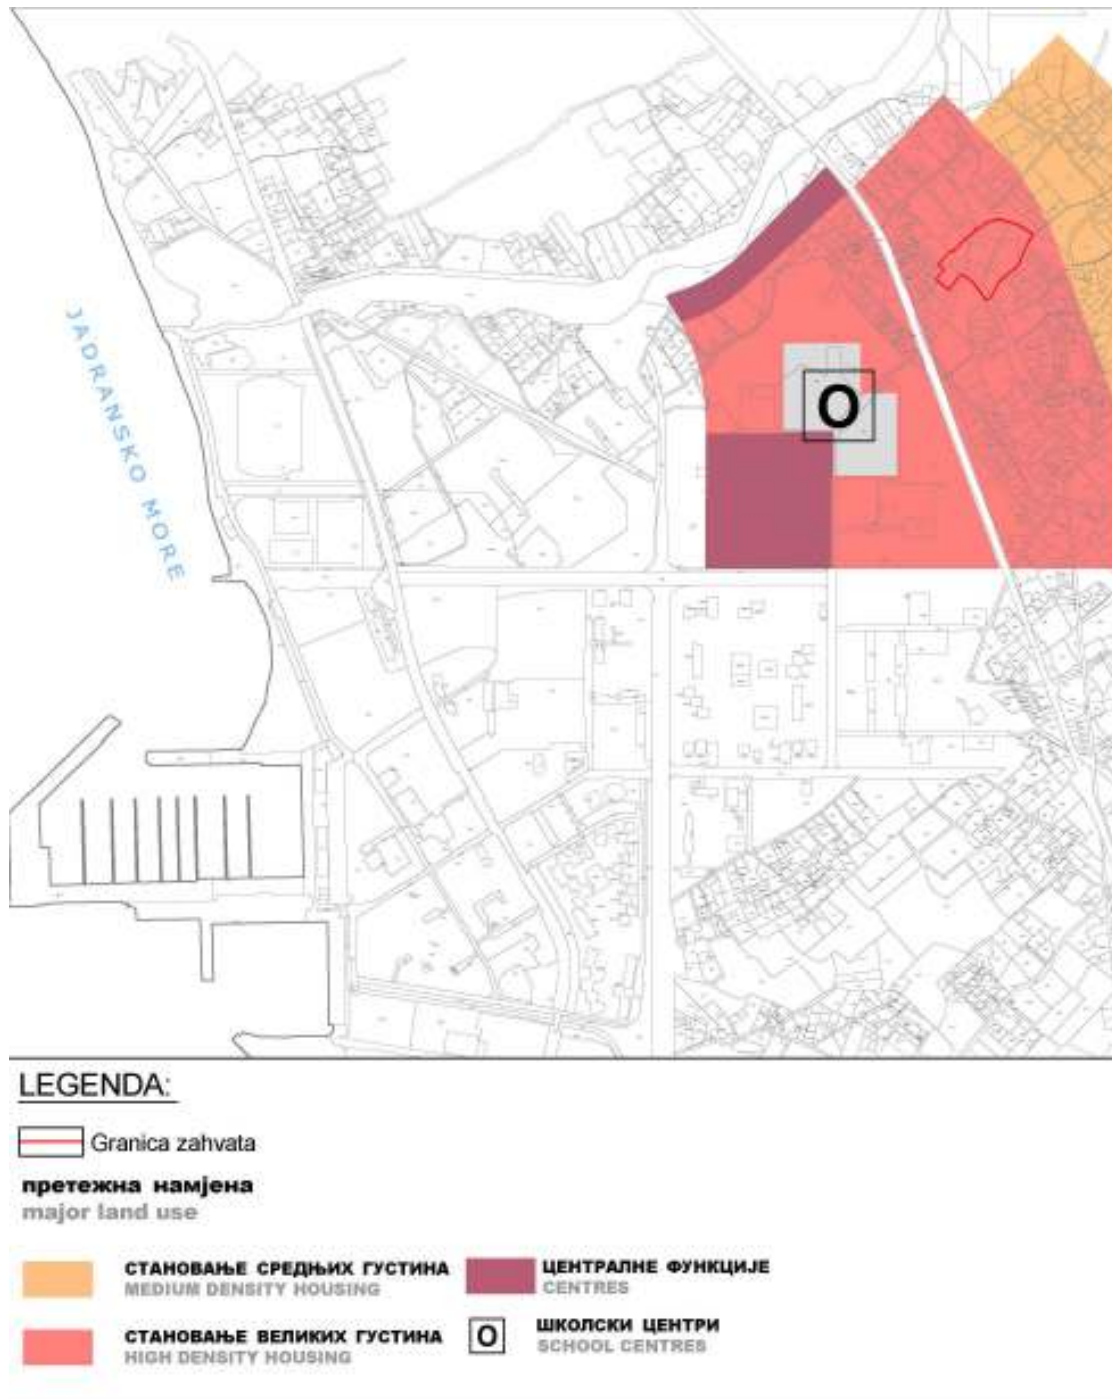 JADRANSKO MORE
O
LEGENDA:
Granica zahvata
претежна намјена
major land use
СТАНОВАЊЕ СРЕДЊИХ ГУСТИНА
MEDIUM DENSITY HOUSING
ЦЕНТРАЛНЕ ФУНКЦИЈЕ
CENTRES
СТАНОВАЊЕ ВЕЛИКИХ ГУСТИНА
HIGH DENSITY HOUSING
O
ШКОЛСКИ ЦЕНТРИ
SCHOOL CENTRES